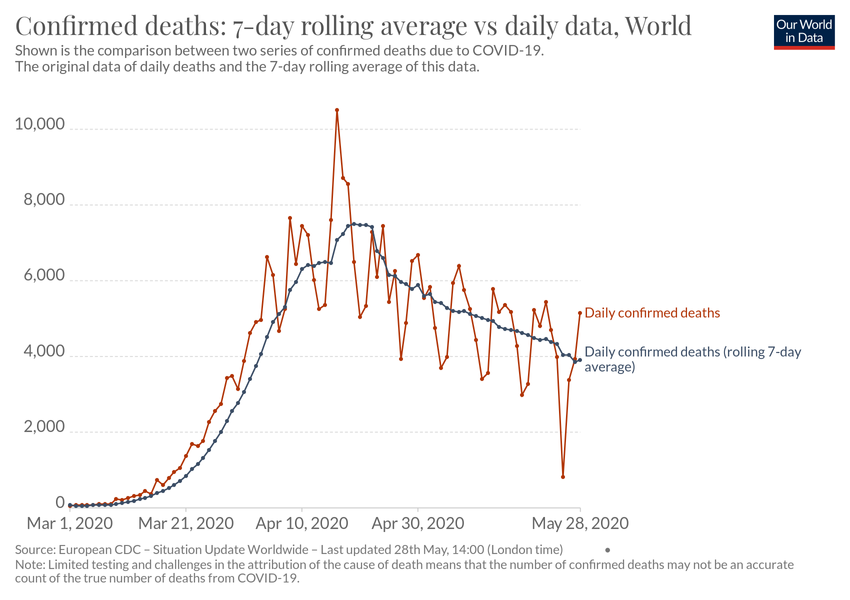 Confirmed deaths: 7-day rolling average vs daily data, World
Our World
in Data
Shown is the comparison between two series of confirmed deaths due to COVID-19.
The original data of daily deaths and the 7-day rolling average of this data.
10,000
8,000
6,000
Daily confirmed deaths
4,000
Daily confirmed deaths (rolling 7-day
average)
2,000
0
Mar 1, 2020 Mar 21, 2020 Apr 10, 2020 Apr 30, 2020 May 28, 2020
Source: European CDC – Situation Update Worldwide – Last updated 28th May, 14:00 (London time) •
Note: Limited testing and challenges in the attribution of the cause of death means that the number of confirmed deaths may not be an accurate
count of the true number of deaths from COVID-19.